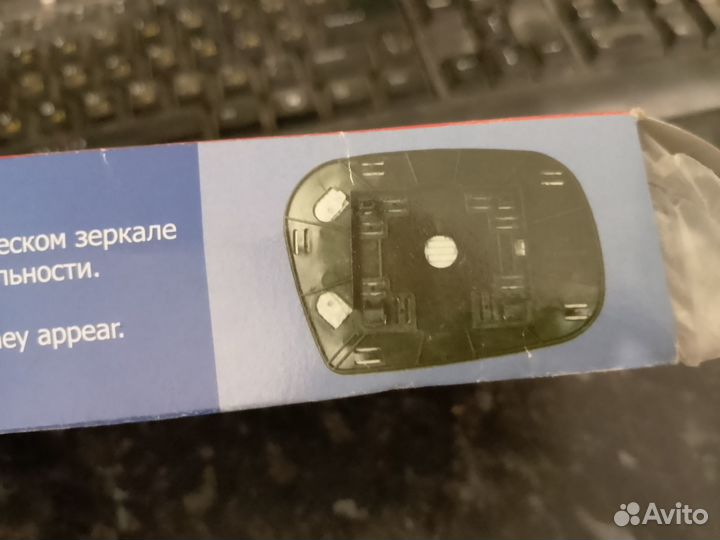 еском зеркале
льности.
ey appear.
Avito